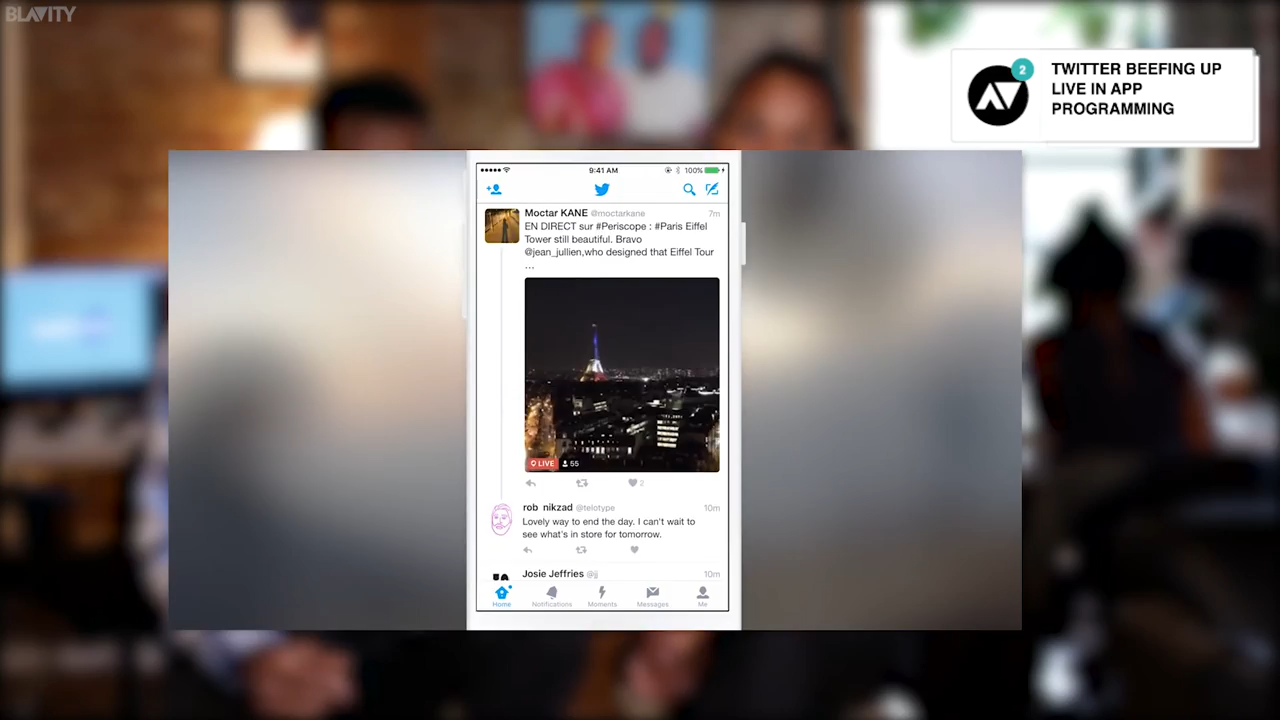 BLAVITY
2
TWITTER BEEFING UP
LIVE IN APP
PROGRAMMING
9:41 AM
100%
Moctar KANE @moctarkane 7m
EN DIRECT sur #Periscope : #Paris Eiffel
Tower still beautiful. Bravo
@jean_jullien,who designed that Eiffel Tour
...
LIVE 55
2
rob nikzad @telotype 10m
Lovely way to end the day. I can't wait to
see what's in store for tomorrow.
Josie Jeffries @jj 10m
Home Notifications Moments Messages Me